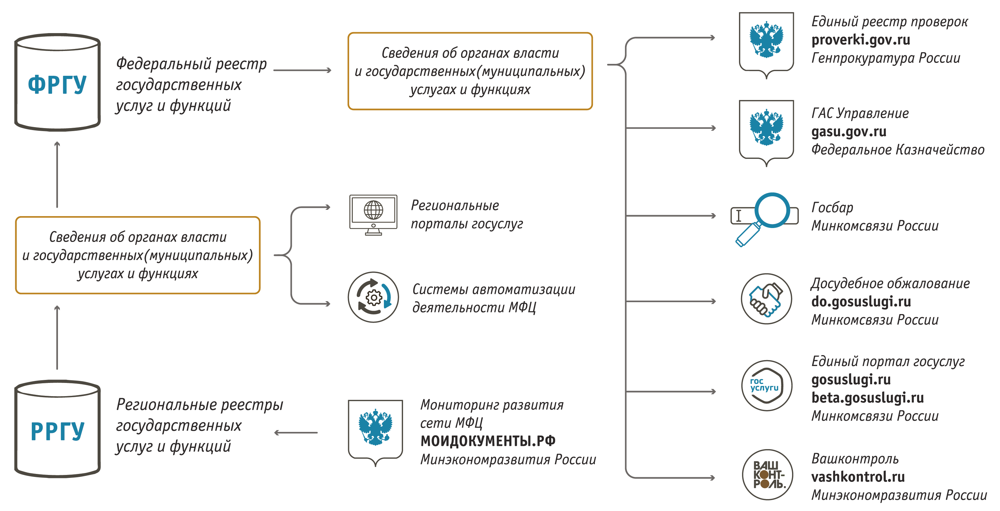 ФРГУ
Федеральный реестр
государственных
услуг и функций
Сведения об органах власти
и государственных(муниципальных)
услугах и функциях
Единый реестр проверок
proverki.gov.ru
Генпрокуратура России
ГАС Управление
gasu.gov.ru
Федеральное Казначейство
Сведения об органах власти
и государственных(муниципальных)
услугах и функциях
Региональные
порталы госуслуг
Системы автоматизации
деятельности МФЦ
Госбар
Минкомсвязи России
Досудебное обжалование
do.gosuslugi.ru
Минкомсвязи России
РРГУ
Региональные реестры
государственных
услуг и функций
Мониторинг развития
сети МФЦ
МОИДОКУМЕНТЫ.РФ
Минэкономразвития России
гос
услуги
Единый портал госуслуг
gosuslugi.ru
beta.gosuslugi.ru
Минкомсвязи России
ВАШ
КОНТ-
РОЛЬ.
Вашконтроль
vashkontrol.ru
Минэкономразвития России